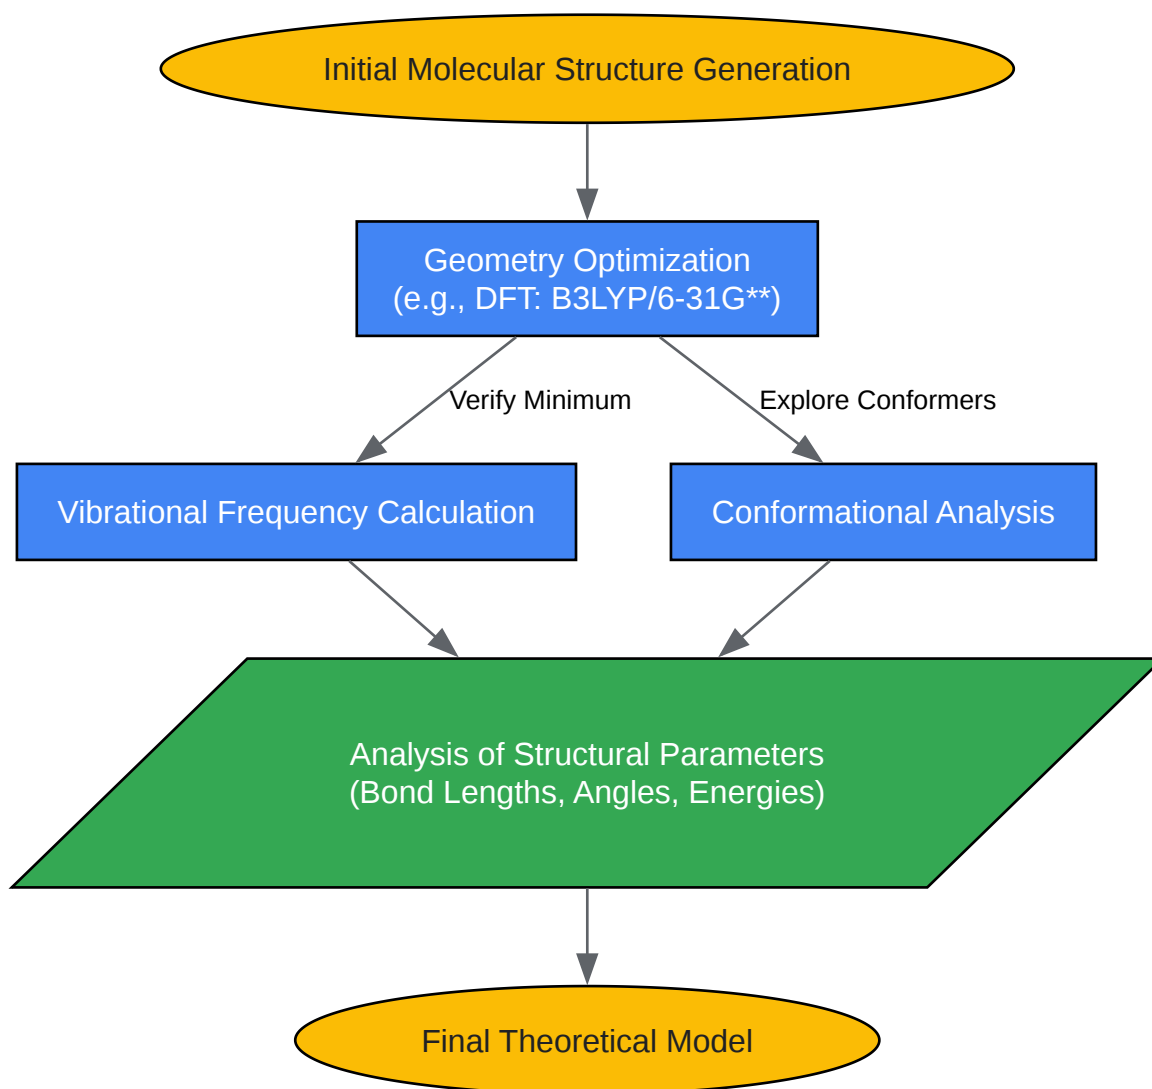 Initial Molecular Structure Generation
Geometry Optimization
(e.g., DFT: B3LYP/6-31G**)
Verify Minimum
Explore Conformers
Vibrational Frequency Calculation
Conformational Analysis
Analysis of Structural Parameters
(Bond Lengths, Angles, Energies)
Final Theoretical Model